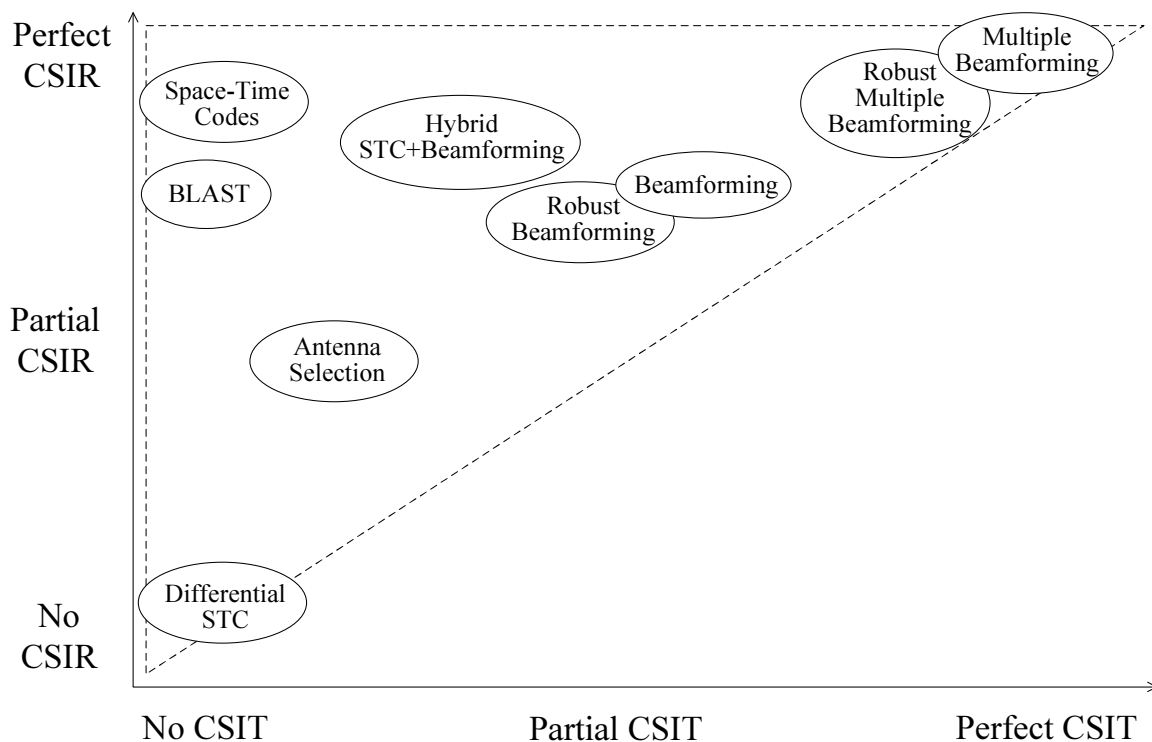 Perfect
CSIR
Multiple
Beamforming
Robust
Multiple
Beamforming
Space-Time
Codes
Hybrid
STC+Beamforming
BLAST
Beamforming
Robust
Beamforming
Partial
CSIR
Antenna
Selection
Differential
STC
No
CSIR
No CSIT
Partial CSIT
Perfect CSIT